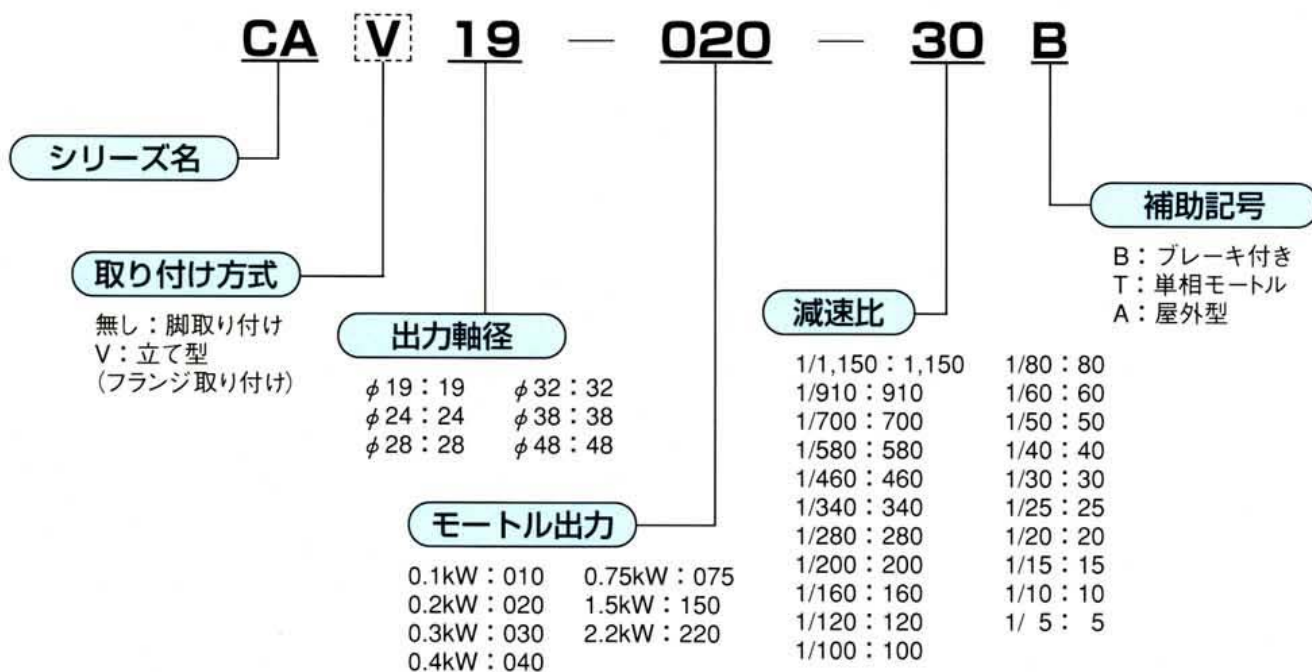 CA V 19 — 020 — 30 B
シリーズ名
取り付け方式
無し：脚取り付け
V：立て型
(フランジ取り付け)
出力軸径
φ19：19 φ32：32
φ24：24 φ38：38
φ28：28 φ48：48
モートル出力
0.1kW：010 0.75kW：075
0.2kW：020 1.5kW：150
0.3kW：030 2.2kW：220
0.4kW：040
減速比
1/1,150：1,150 1/80：80
1/910：910 1/60：60
1/700：700 1/50：50
1/580：580 1/40：40
1/460：460 1/30：30
1/340：340 1/25：25
1/280：280 1/20：20
1/200：200 1/15：15
1/160：160 1/10：10
1/120：120 1/ 5： 5
1/100：100
補助記号
B：ブレーキ付き
T：単相モートル
A：屋外型